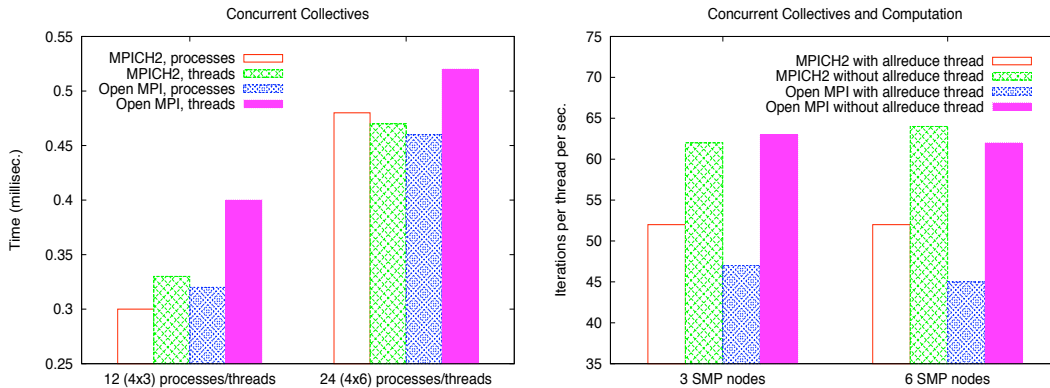 Concurrent Collectives
0.55
0.5
0.45
0.4
0.35
0.3
0.25
Time (millisec.)
MPICH2, processes
MPICH2, threads
Open MPI, processes
Open MPI, threads
12 (4x3) processes/threads
24 (4x6) processes/threads
Concurrent Collectives and Computation
75
70
65
60
55
50
45
40
35
Iterations per thread per sec.
MPICH2 with allreduce thread
MPICH2 without allreduce thread
Open MPI with allreduce thread
Open MPI without allreduce thread
3 SMP nodes
6 SMP nodes